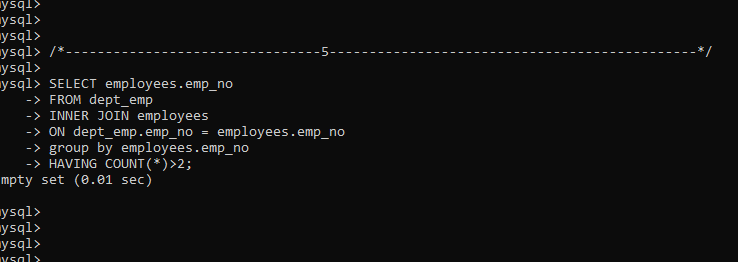 ysql>
ysql>
ysql>
ysql> /*--------------------------------5----------------------------------------------*/
ysql>
ysql> SELECT employees.emp_no
-> FROM dept_emp
-> INNER JOIN employees
-> ON dept_emp.emp_no = employees.emp_no
-> group by employees.emp_no
-> HAVING COUNT(*)>2;
mpty set (0.01 sec)
ysql>
ysql>
ysql>
ysql>